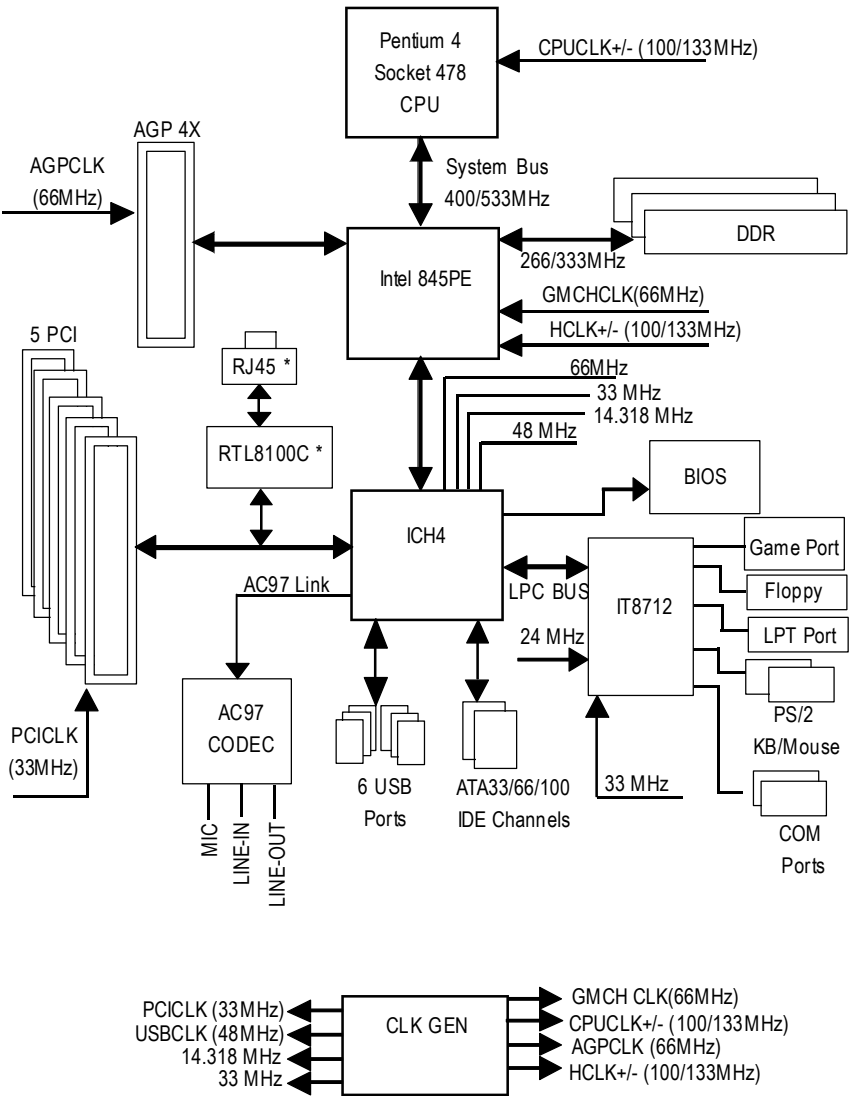 Pentium 4
Socket 478
CPU
CPUCLK+/- (100/133MHz)
AGP 4X
AGPCLK
(66MHz)
System Bus
400/533MHz
DDR
266/333MHz
Intel 845PE
GMCHCLK(66MHz)
HCLK+/- (100/133MHz)
5 PCI
RJ45 *
66MHz
33 MHz
14.318 MHz
48 MHz
RTL8100C *
BIOS
ICH4
Game Port
AC97 Link
LPC BUS
IT8712
Floppy
24 MHz
LPT Port
AC97
CODEC
PS/2
KB/Mouse
PCICLK
(33MHz)
6 USB
Ports
ATA33/66/100
IDE Channels
33 MHz
COM
Ports
MIC
LINE-IN
LINE-OUT
CLK GEN
PCICLK (33MHz)
USBCLK (48MHz)
14.318 MHz
33 MHz
GMCH CLK(66MHz)
CPUCLK+/- (100/133MHz)
AGPCLK (66MHz)
HCLK+/- (100/133MHz)